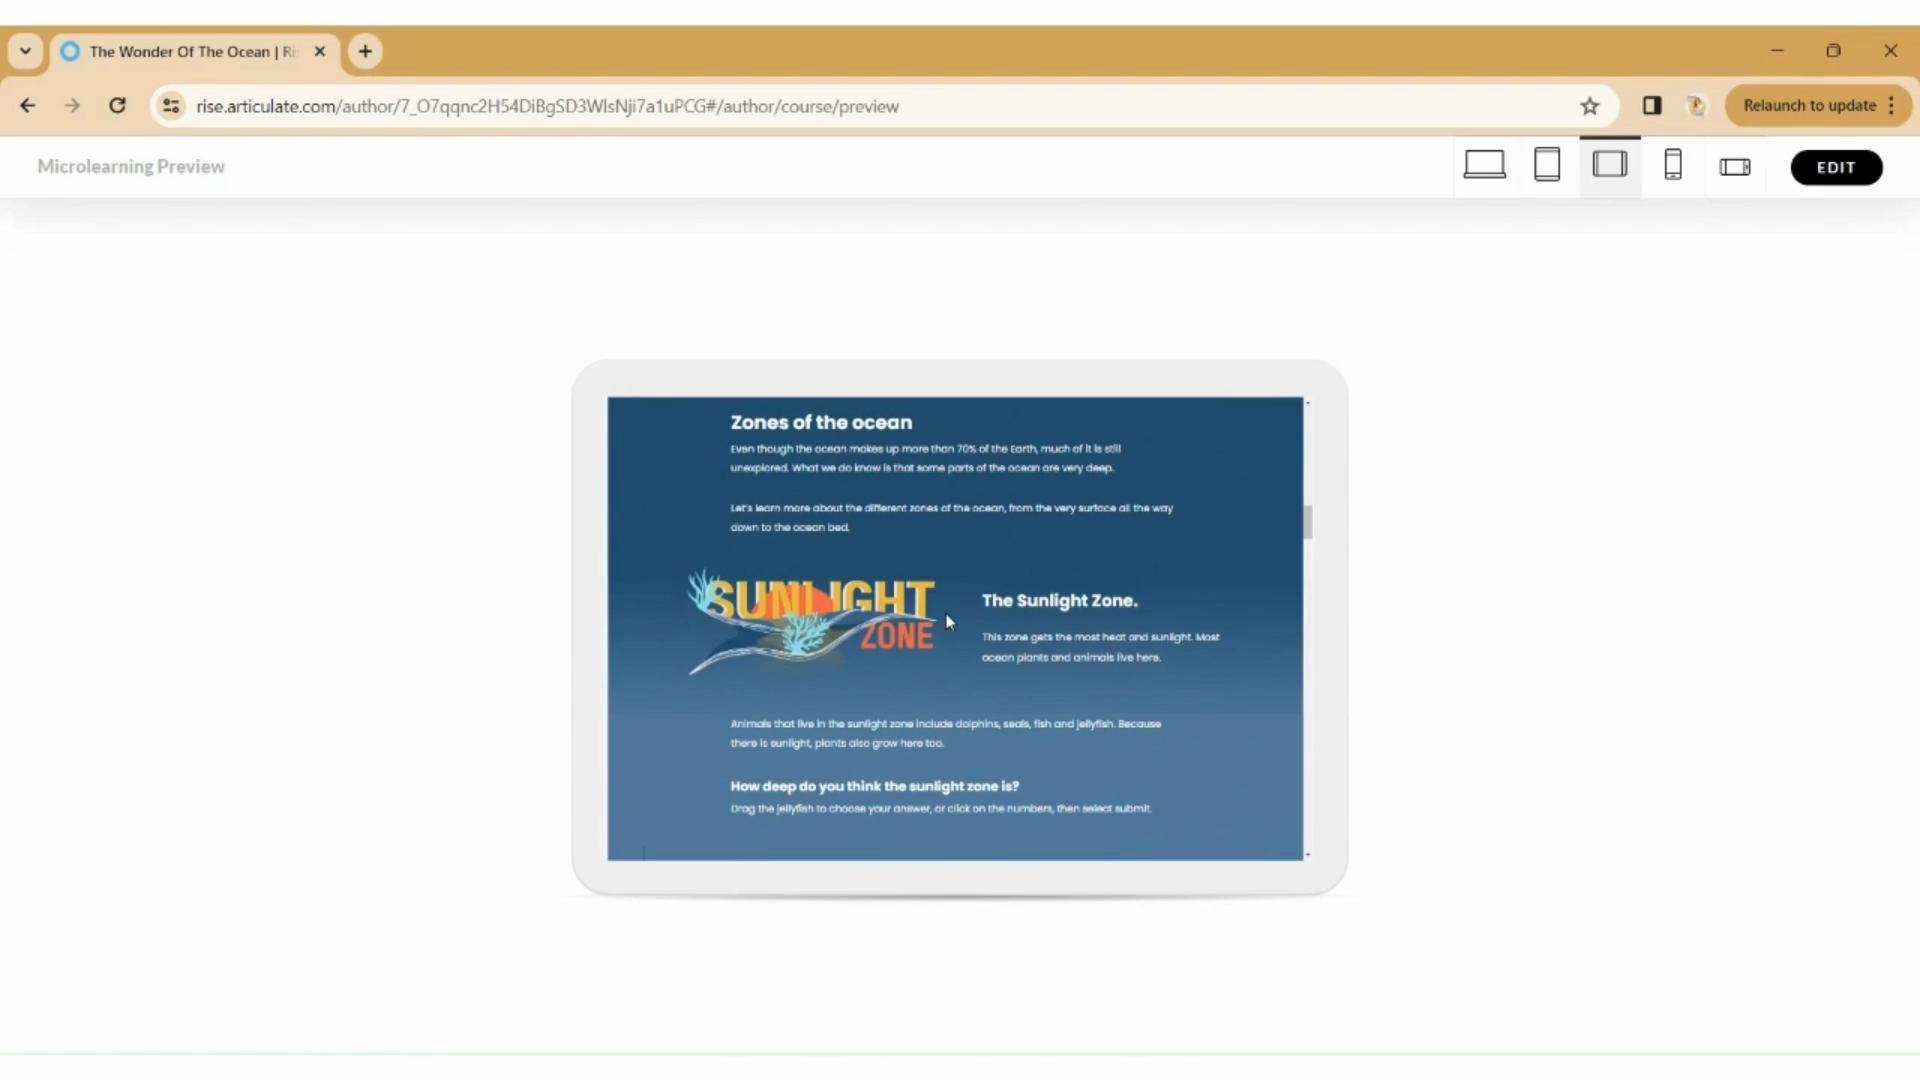 The Wonder Of The Ocean | Ri
rise.articulate.com/author/7_O7qqnc2H54DiBgSD3WlsNji7a1uPCG#/author/course/preview
Relaunch to update
Microlearning Preview
EDIT
Zones of the ocean
Even though the ocean makes up more than 70% of the Earth, much of it is still
unexplored. What we do know is that some parts of the ocean are very deep.
Let's learn more about the different zones of the ocean, from the very surface all the way
down to the ocean bed.
SUNLIGHT
ZONE
The Sunlight Zone.
This zone gets the most heat and sunlight. Most
ocean plants and animals live here.
Animals that live in the sunlight zone include dolphins, seals, fish and jellyfish. Because
there is sunlight, plants also grow here too.
How deep do you think the sunlight zone is?
Drag the jellyfish to choose your answer, or click on the numbers, then select submit.